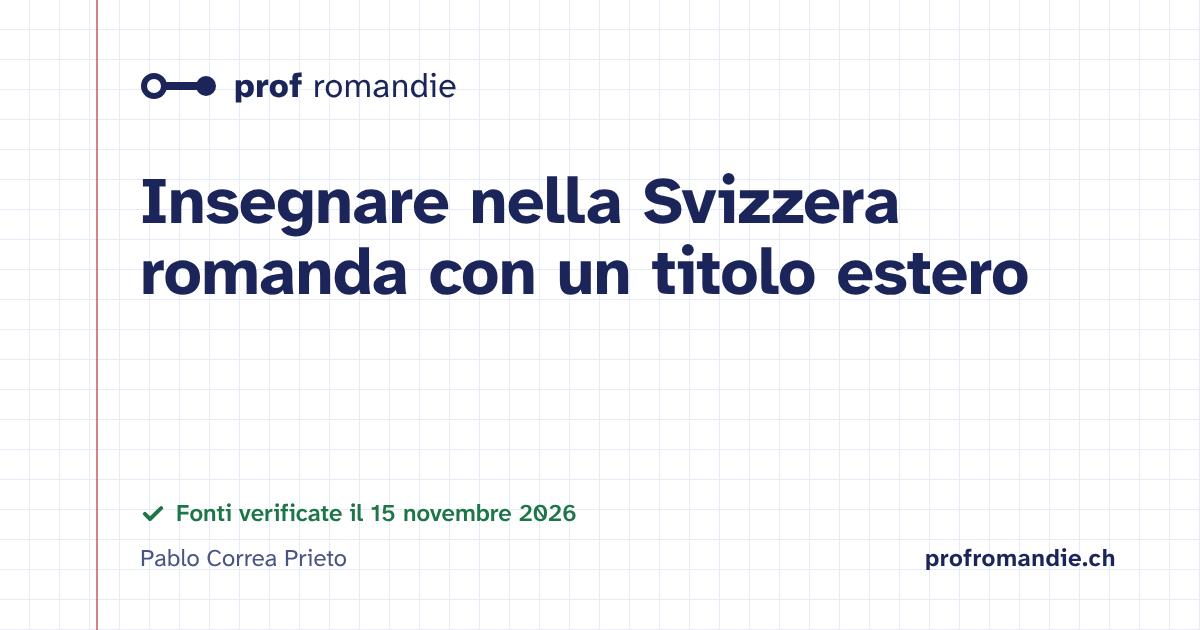 prof romandie
Insegnare nella Svizzera
romanda con un titolo estero
Fonti verificate il 15 novembre 2026
Pablo Correa Prieto
profromandie.ch